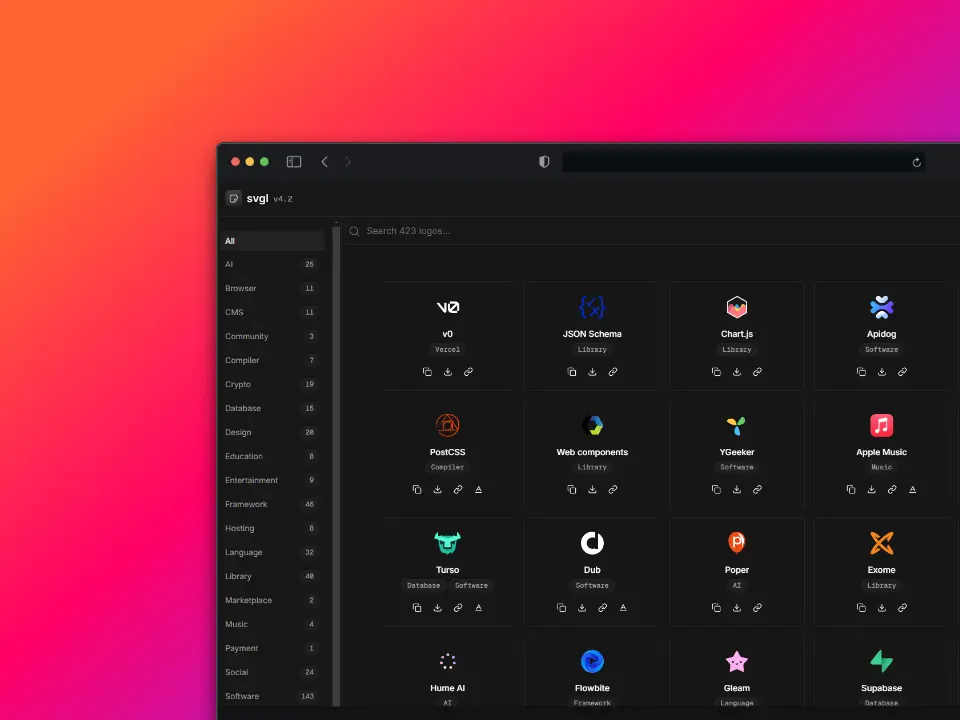 svgl v4.2
Search 423 logos...
All
AI 25
Browser 11
CMS 11
Community 3
Compiler 7
Crypto 19
Database 15
Design 20
Education 8
Entertainment 9
Framework 46
Hosting 8
Language 32
Library 40
Marketplace 2
Music 4
Payment 1
Social 24
Software 143
v0
v0
Vercel
JSON Schema
Library
Chart.js
Library
Apidog
Software
PostCSS
Compiler
Web components
Library
YGeeker
Software
Apple Music
Music
Turso
Database Software
Dub
Software
Poper
AI
Exome
Library
Hume AI
AI
Flowbite
Framework
Gleam
Language
Supabase
Database